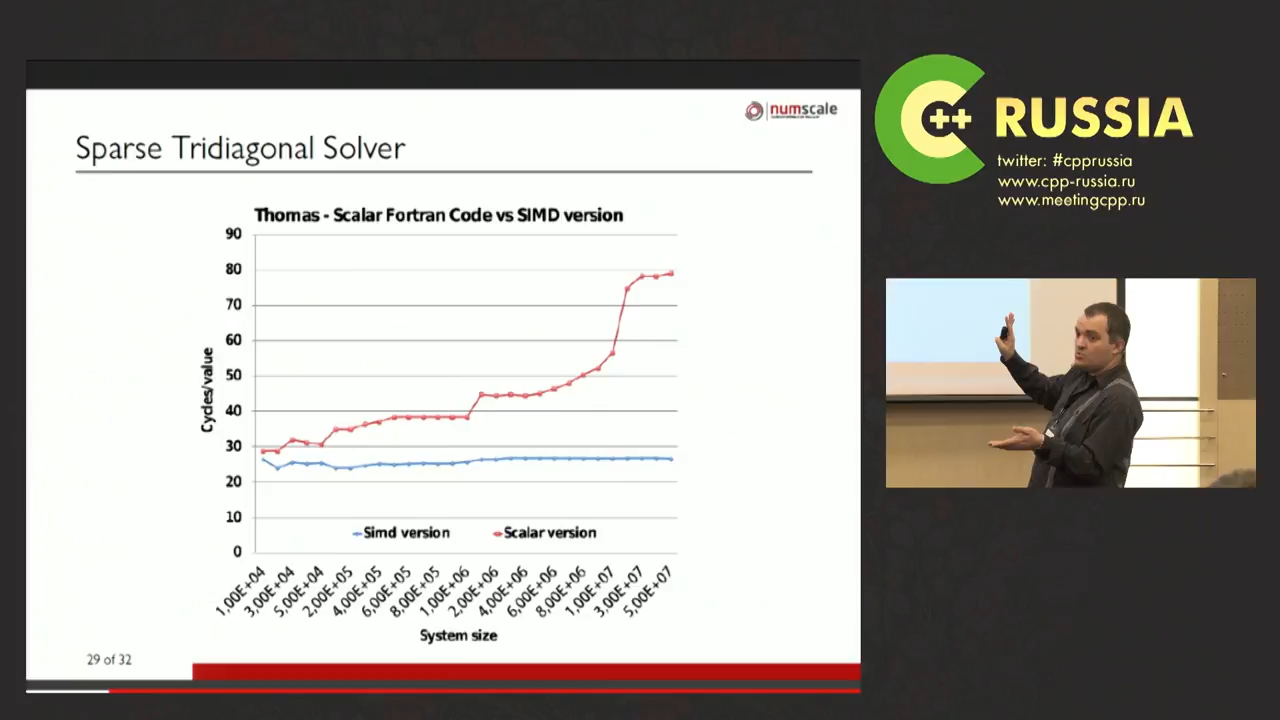 numscale
Sparse Tridiagonal Solver
Thomas - Scalar Fortran Code vs SIMD version
90
80
70
60
50
40
30
20
10
0
Cycles/value
Simd version
Scalar version
1,00E+04
3,00E+04
5,00E+04
2,00E+05
4,00E+05
6,00E+05
8,00E+05
1,00E+06
2,00E+06
4,00E+06
6,00E+06
8,00E+06
1,00E+07
3,00E+07
5,00E+07
System size
29 of 32
C++ RUSSIA
twitter: #cpprussia
www.cpp-russia.ru
www.meetingcpp.ru